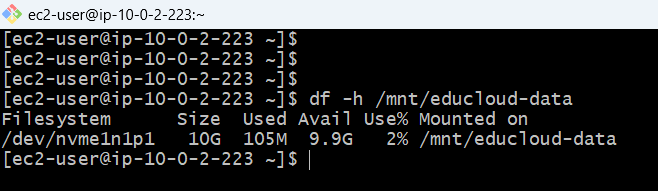 ec2-user@ip-10-0-2-223:~
[ec2-user@ip-10-0-2-223 ~]$
[ec2-user@ip-10-0-2-223 ~]$
[ec2-user@ip-10-0-2-223 ~]$
[ec2-user@ip-10-0-2-223 ~]$ df -h /mnt/educloud-data
Filesystem      Size  Used Avail Use% Mounted on
/dev/nvme1n1p1   10G  105M  9.9G   2% /mnt/educloud-data
[ec2-user@ip-10-0-2-223 ~]$